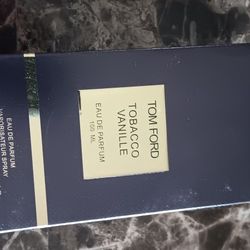 TOM FORD
TOBACCO
VANILLE
EAU DE PARFUM
100 ML
EAU DE PARFUM
VAPORISATEUR SPRAY